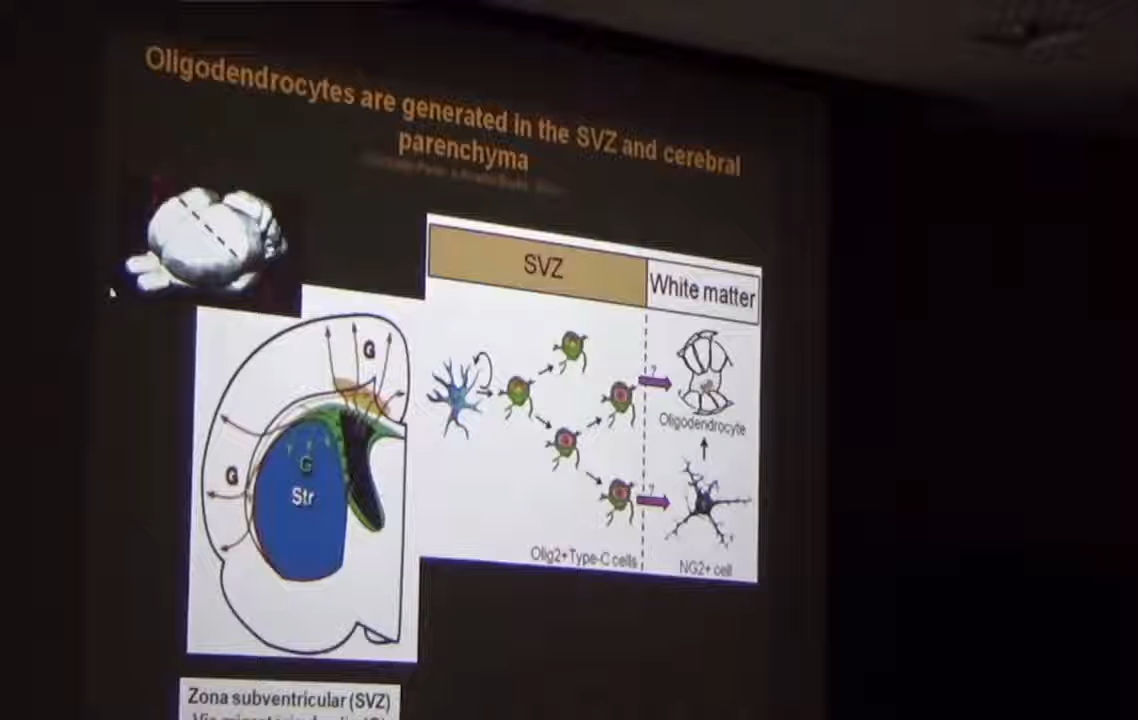 Oligodendrocytes are generated in the SVZ and cerebral
parenchyma
SVZ
White matter
G
G
G
Str
?
Oligodendrocyte
?
Olig2+Type-C cells
NG2+ cell
Zona subventricular (SVZ)